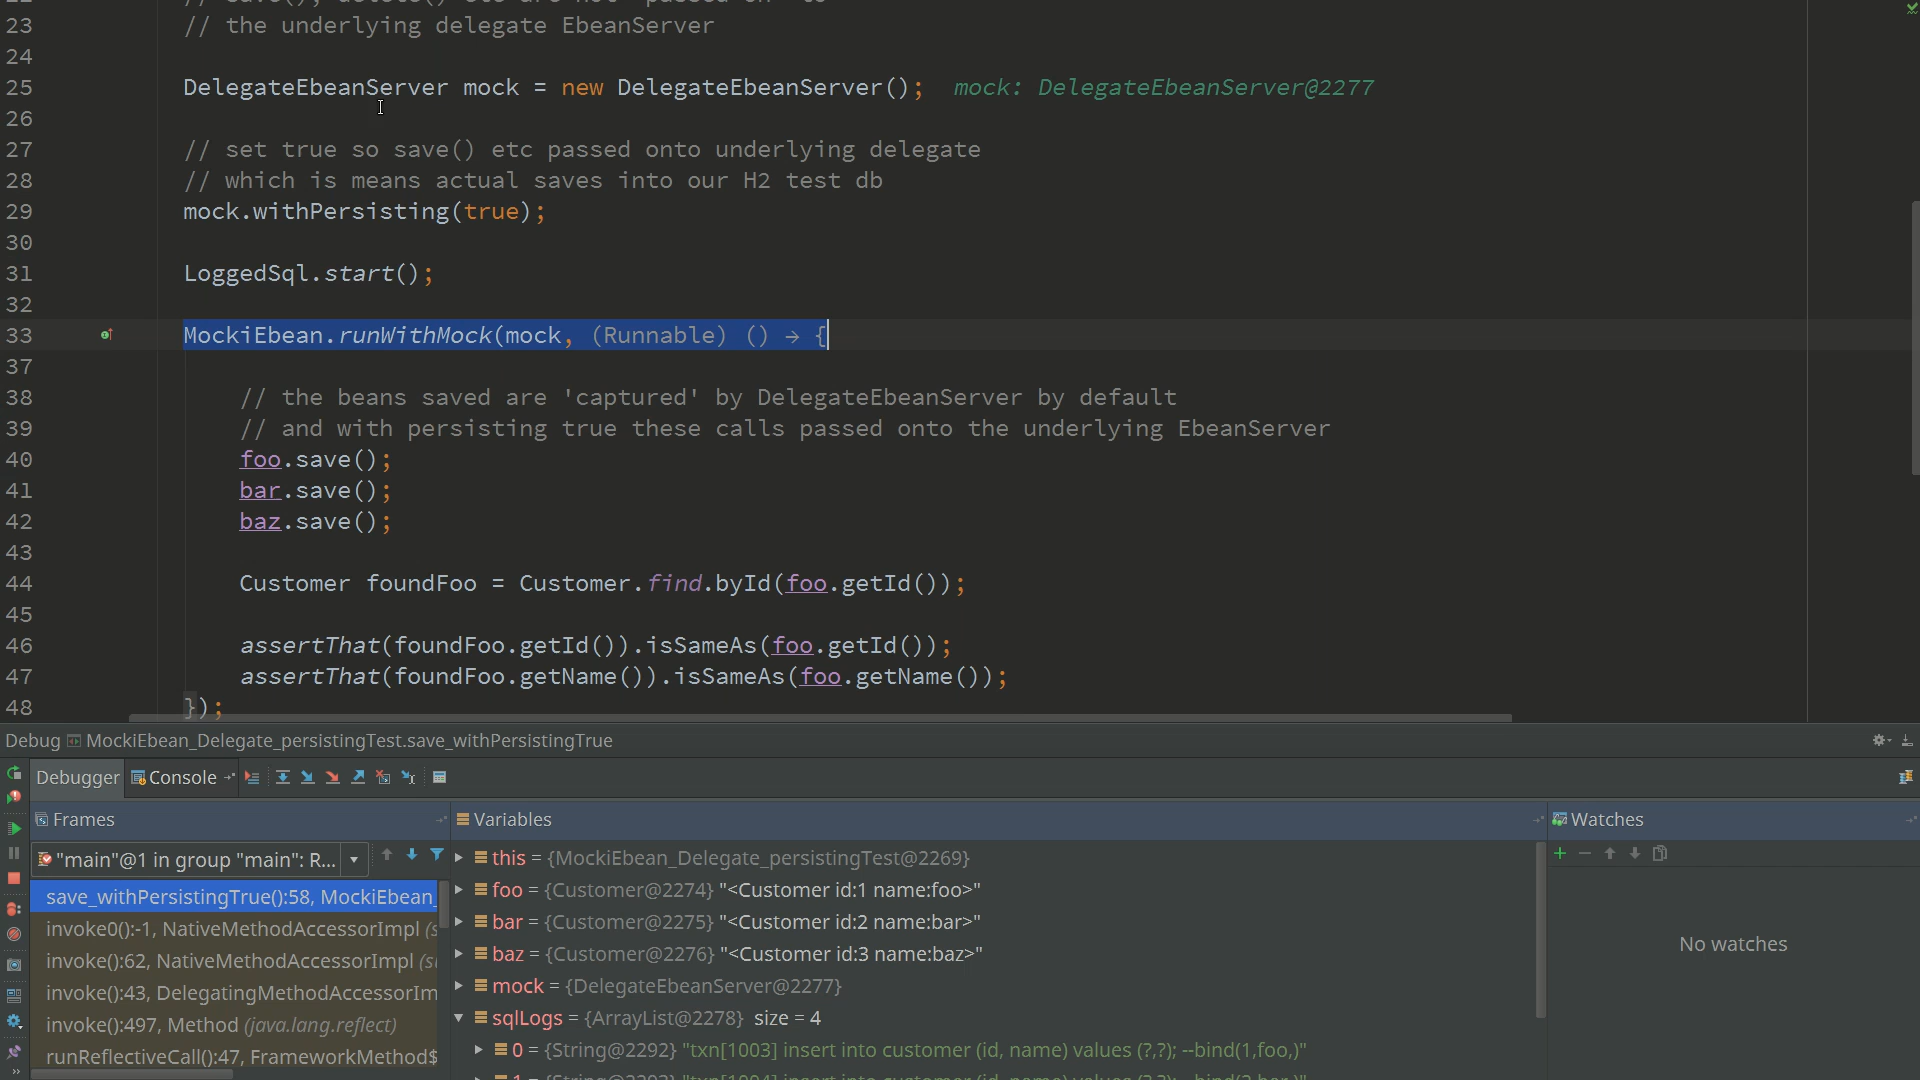 23 // the underlying delegate EbeanServer
24
25 DelegateEbeanServer mock = new DelegateEbeanServer(); mock: DelegateEbeanServer@2277
26
27 // set true so save() etc passed onto underlying delegate
28 // which is means actual saves into our H2 test db
29 mock.withPersisting(true);
30
31 LoggedSql.start();
32
33 MockiEbean.runWithMock(mock, (Runnable) () → {
37
38 // the beans saved are 'captured' by DelegateEbeanServer by default
39 // and with persisting true these calls passed onto the underlying EbeanServer
40 foo.save();
41 bar.save();
42 baz.save();
43
44 Customer foundFoo = Customer.find.byId(foo.getId());
45
46 assertThat(foundFoo.getId()).isSameAs(foo.getId());
47 assertThat(foundFoo.getName()).isSameAs(foo.getName());
48 });
Debug MockiEbean_Delegate_persistingTest.save_withPersistingTrue
Debugger Console
Frames
Variables
Watches
"main"@1 in group "main": R...
save_withPersistingTrue():58, MockiEbean_
invoke0():-1, NativeMethodAccessorImpl (s
invoke():62, NativeMethodAccessorImpl (su
invoke():43, DelegatingMethodAccessorIm
invoke():497, Method (java.lang.reflect)
runReflectiveCall():47, FrameworkMethod$
this = {MockiEbean_Delegate_persistingTest@2269}
foo = {Customer@2274} "<Customer id:1 name:foo>"
bar = {Customer@2275} "<Customer id:2 name:bar>"
baz = {Customer@2276} "<Customer id:3 name:baz>"
mock = {DelegateEbeanServer@2277}
sqlLogs = {ArrayList@2278} size = 4
0 = {String@2292} "txn[1003] insert into customer (id, name) values (?,?); --bind(1,foo,)"
No watches